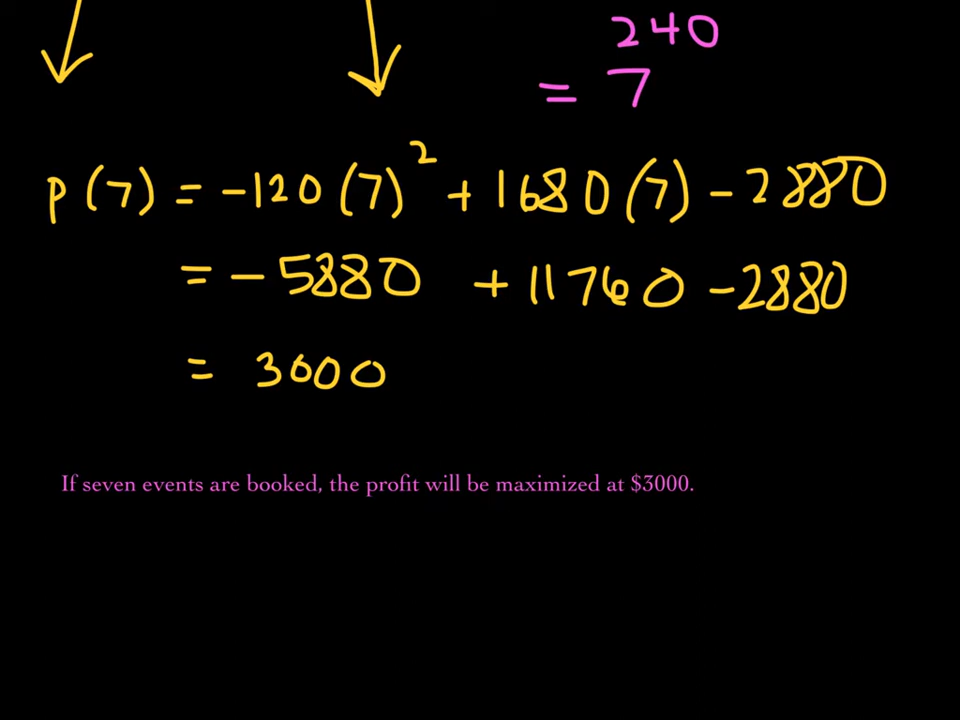 240
= 7
p(7) = -120(7)² + 1680(7) - 2880
= -5880 + 11760 - 2880
= 3000
If seven events are booked, the profit will be maximized at $3000.